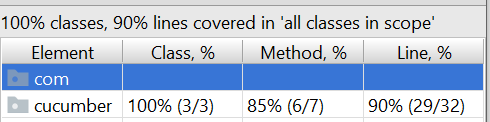 100% classes, 90% lines covered in 'all classes in scope'
Element Class, % Method, % Line, %
com
cucumber 100% (3/3) 85% (6/7) 90% (29/32)